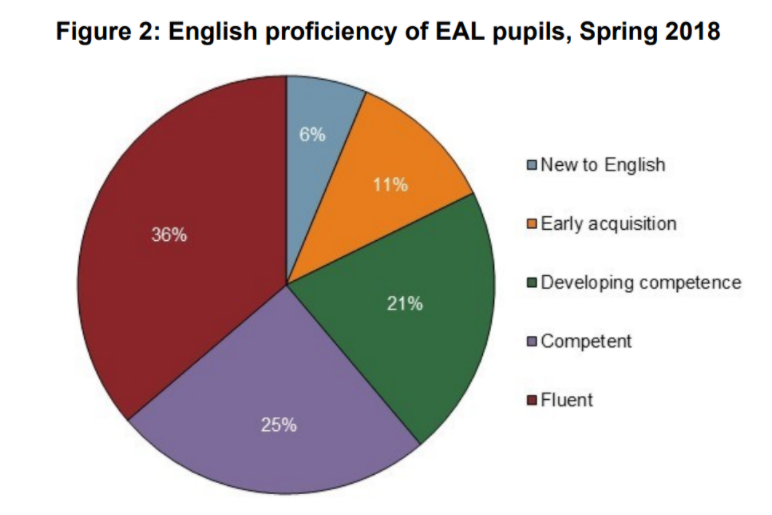 Figure 2: English proficiency of EAL pupils, Spring 2018
6%
11%
21%
25%
36%
New to English
Early acquisition
Developing competence
Competent
Fluent